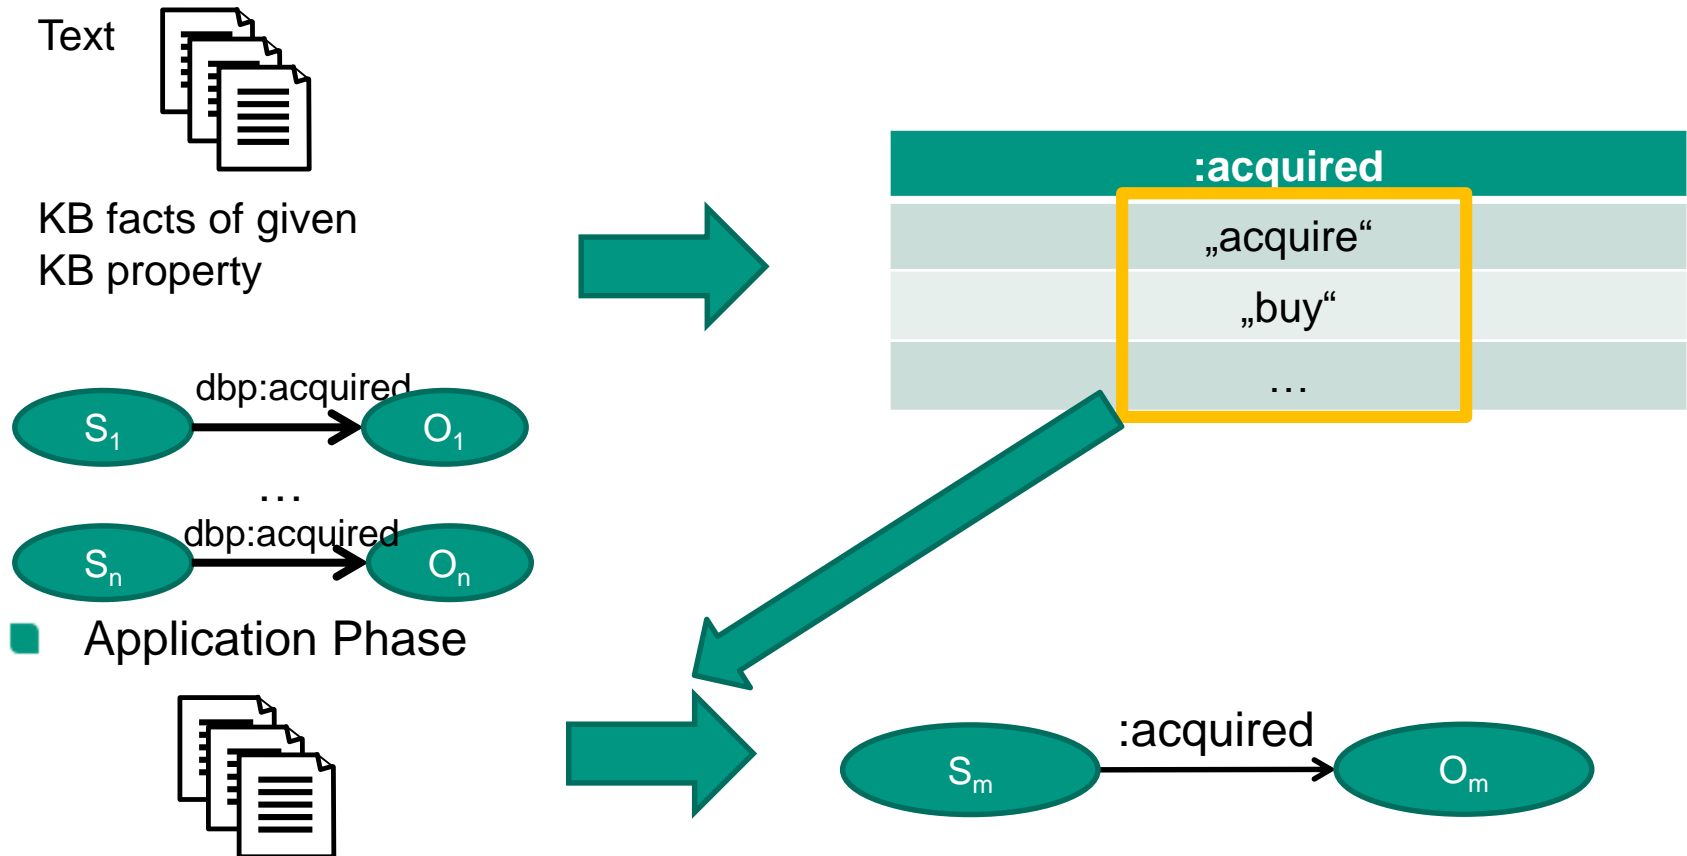 Text
KB facts of given
KB property
:acquired
„acquire“
„buy“
…
dbp:acquired
S1
O1
…
dbp:acquired
Sn
On
Application Phase
:acquired
Sm
Om